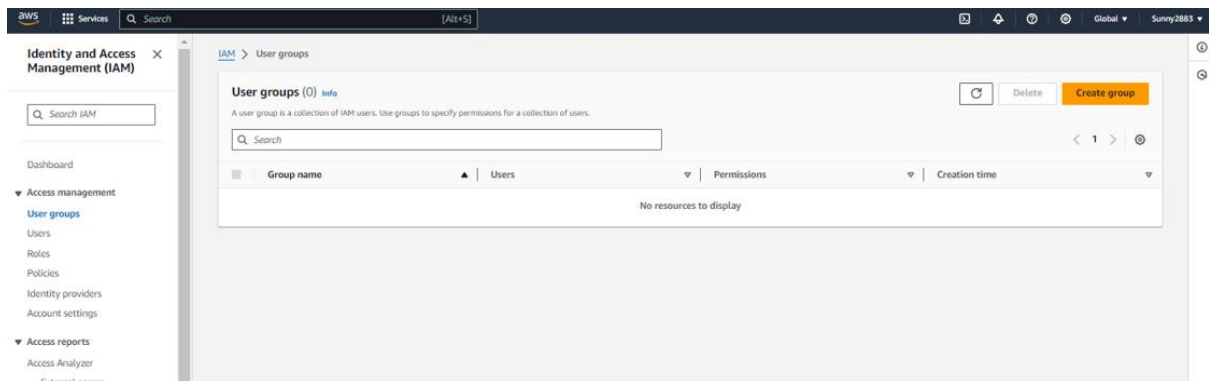 aws
Services
Search
[Alt+S]
Global
Sunny2883
Identity and Access
Management (IAM)
Search IAM
Dashboard
Access management
User groups
Users
Roles
Policies
Identity providers
Account settings
Access reports
Access Analyzer
External access
IAM > User groups
User groups (0) Info
Delete
Create group
A user group is a collection of IAM users. Use groups to specify permissions for a collection of users.
Search
1
Group name
Users
Permissions
Creation time
No resources to display